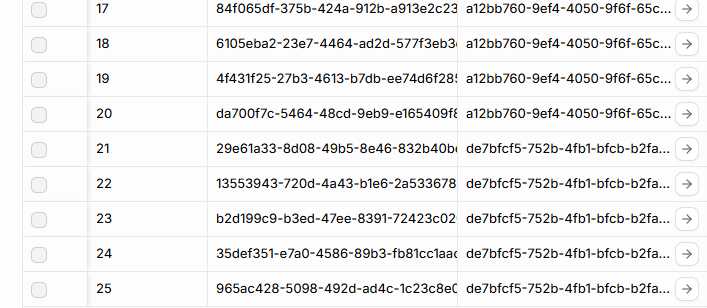 17 84f065df-375b-424a-912b-a913e2c23 a12bb760-9ef4-4050-9f6f-65c...
18 6105eba2-23e7-4464-ad2d-577f3eb3 a12bb760-9ef4-4050-9f6f-65c...
19 4f431f25-27b3-4613-b7db-ee74d6f28 a12bb760-9ef4-4050-9f6f-65c...
20 da700f7c-5464-48cd-9eb9-e165409f8 a12bb760-9ef4-4050-9f6f-65c...
21 29e61a33-8d08-49b5-8e46-832b40b de7bfcf5-752b-4fb1-bfcb-b2fa...
22 13553943-720d-4a43-b1e6-2a533678 de7bfcf5-752b-4fb1-bfcb-b2fa...
23 b2d199c9-b3ed-47ee-8391-72423c02 de7bfcf5-752b-4fb1-bfcb-b2fa...
24 35def351-e7a0-4586-89b3-fb81cc1aa de7bfcf5-752b-4fb1-bfcb-b2fa...
25 965ac428-5098-492d-ad4c-1c23c8e0 de7bfcf5-752b-4fb1-bfcb-b2fa...